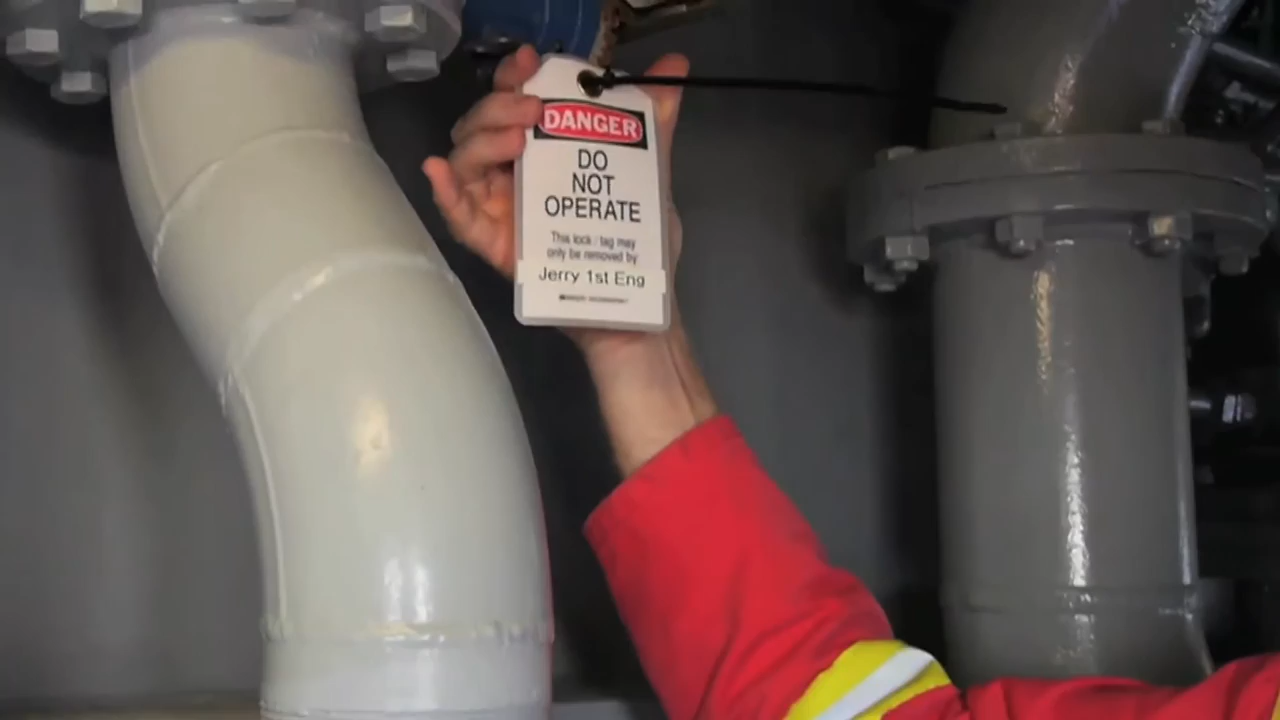 DANGER
DO
NOT
OPERATE
This lock / tag may
only be removed by
Jerry 1st Eng